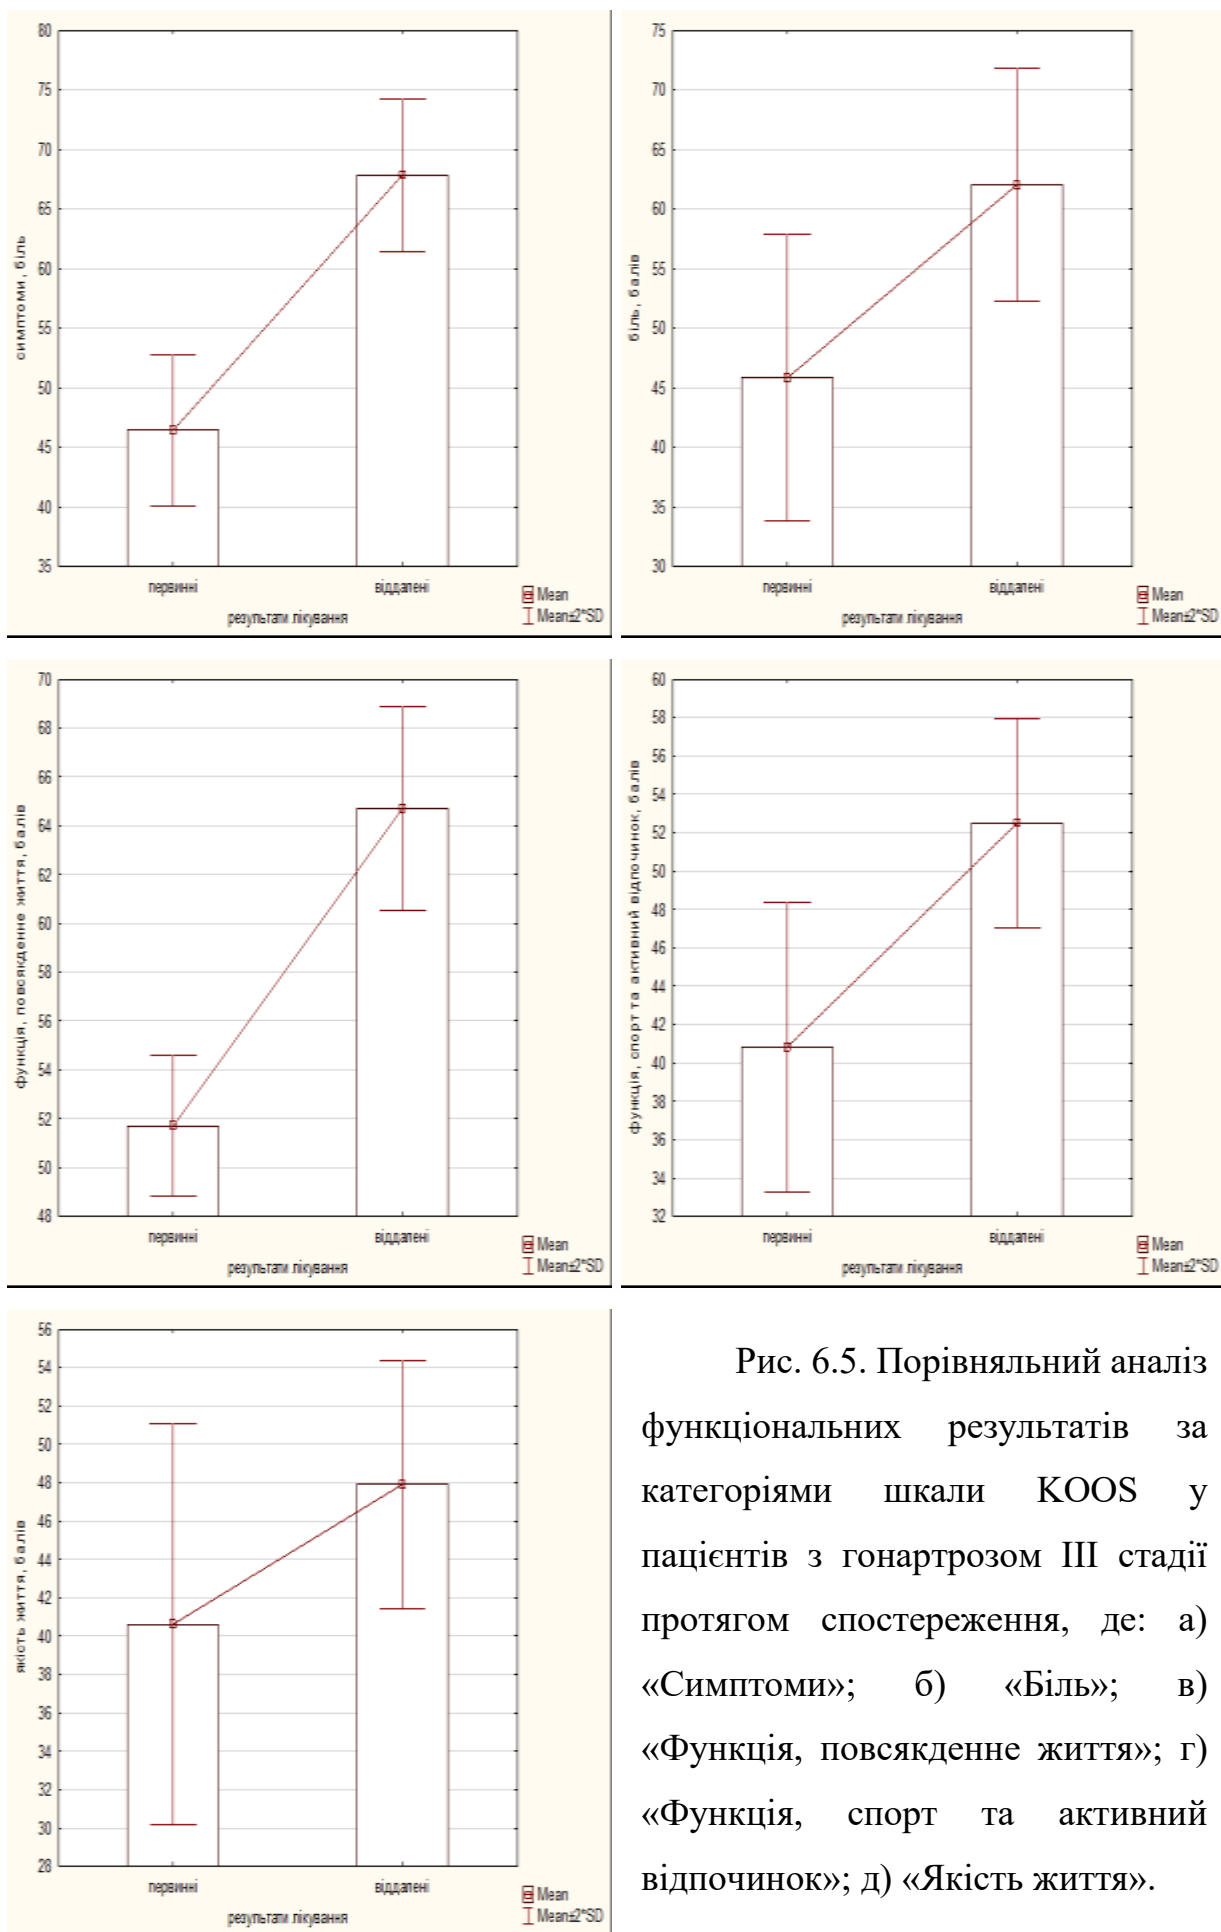 80
75
70
65
60
55
50
45
40
35
симптоми, біль
первинні
віддалені
результати лікування
Mean
Mean±2*SD
75
70
65
60
55
50
45
40
35
30
біль, балів
первинні
віддалені
результати лікування
Mean
Mean±2*SD
70
68
66
64
62
60
58
56
54
52
50
48
функція, повсякденне життя, балів
первинні
віддалені
результати лікування
Mean
Mean±2*SD
60
58
56
54
52
50
48
46
44
42
40
38
36
34
32
функція, спорт та активний відпочинок, балів
первинні
віддалені
результати лікування
Mean
Mean±2*SD
56
54
52
50
48
46
44
42
40
38
36
34
32
30
28
якість життя, балів
первинні
віддалені
результати лікування
Mean
Mean±2*SD
Рис. 6.5. Порівняльний аналіз
функціональних результатів за
категоріями шкали KOOS у
пацієнтів з гонартрозом III стадії
протягом спостереження, де: а)
«Симптоми»; б) «Біль»; в)
«Функція, повсякденне життя»; г)
«Функція, спорт та активний
відпочинок»; д) «Якість життя».